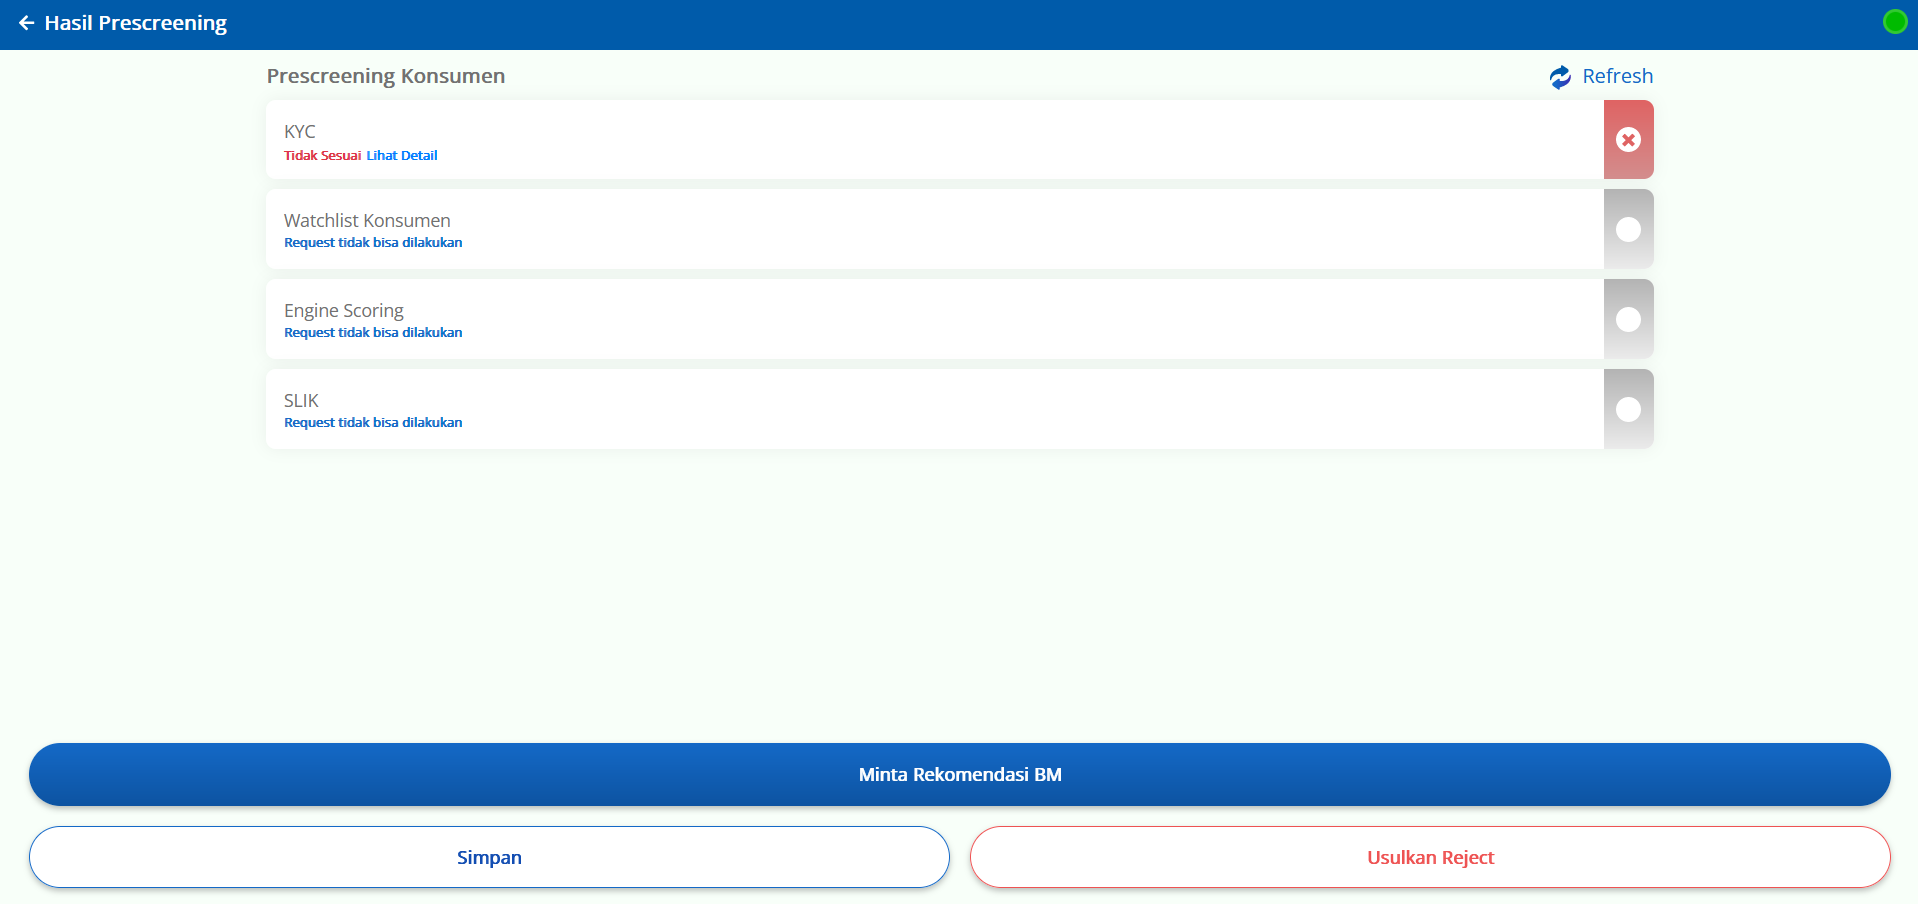 Hasil Prescreening
Prescreening Konsumen
Refresh
KYC
Tidak Sesuai Lihat Detail
Watchlist Konsumen
Request tidak bisa dilakukan
Engine Scoring
Request tidak bisa dilakukan
SLIK
Request tidak bisa dilakukan
Minta Rekomendasi BM
Simpan
Usulkan Reject